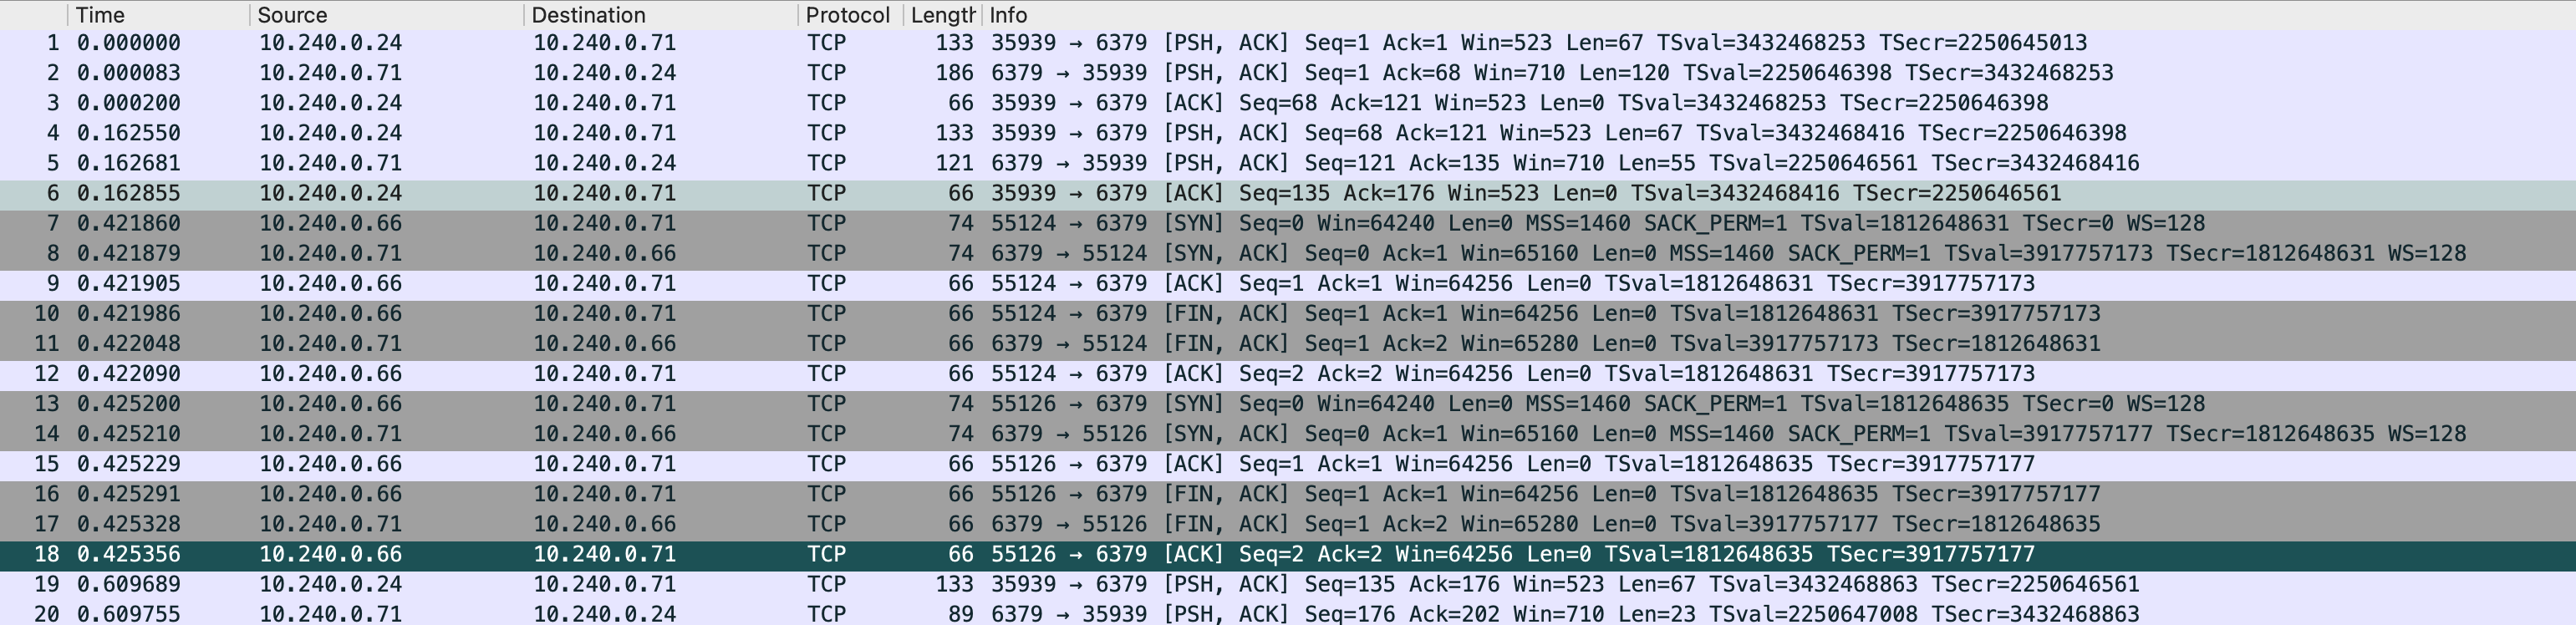 Time Source Destination Protocol Length Info
1 0.000000 10.240.0.24 10.240.0.71 TCP 133 35939 → 6379 [PSH, ACK] Seq=1 Ack=1 Win=523 Len=67 TSval=3432468253 TSecr=2250645013
2 0.000083 10.240.0.71 10.240.0.24 TCP 186 6379 → 35939 [PSH, ACK] Seq=1 Ack=68 Win=710 Len=120 TSval=2250646398 TSecr=3432468253
3 0.000200 10.240.0.24 10.240.0.71 TCP 66 35939 → 6379 [ACK] Seq=68 Ack=121 Win=523 Len=0 TSval=3432468253 TSecr=2250646398
4 0.162550 10.240.0.24 10.240.0.71 TCP 133 35939 → 6379 [PSH, ACK] Seq=68 Ack=121 Win=523 Len=67 TSval=3432468416 TSecr=2250646398
5 0.162681 10.240.0.71 10.240.0.24 TCP 121 6379 → 35939 [PSH, ACK] Seq=121 Ack=135 Win=710 Len=55 TSval=2250646561 TSecr=3432468416
6 0.162855 10.240.0.24 10.240.0.71 TCP 66 35939 → 6379 [ACK] Seq=135 Ack=176 Win=523 Len=0 TSval=3432468416 TSecr=2250646561
7 0.421860 10.240.0.66 10.240.0.71 TCP 74 55124 → 6379 [SYN] Seq=0 Win=64240 Len=0 MSS=1460 SACK_PERM=1 TSval=1812648631 TSecr=0 WS=128
8 0.421879 10.240.0.71 10.240.0.66 TCP 74 6379 → 55124 [SYN, ACK] Seq=0 Ack=1 Win=65160 Len=0 MSS=1460 SACK_PERM=1 TSval=3917757173 TSecr=1812648631 WS=128
9 0.421905 10.240.0.66 10.240.0.71 TCP 66 55124 → 6379 [ACK] Seq=1 Ack=1 Win=64256 Len=0 TSval=1812648631 TSecr=3917757173
10 0.421986 10.240.0.66 10.240.0.71 TCP 66 55124 → 6379 [FIN, ACK] Seq=1 Ack=1 Win=64256 Len=0 TSval=1812648631 TSecr=3917757173
11 0.422048 10.240.0.71 10.240.0.66 TCP 66 6379 → 55124 [FIN, ACK] Seq=1 Ack=2 Win=65280 Len=0 TSval=3917757173 TSecr=1812648631
12 0.422090 10.240.0.66 10.240.0.71 TCP 66 55124 → 6379 [ACK] Seq=2 Ack=2 Win=64256 Len=0 TSval=1812648631 TSecr=3917757173
13 0.425200 10.240.0.66 10.240.0.71 TCP 74 55126 → 6379 [SYN] Seq=0 Win=64240 Len=0 MSS=1460 SACK_PERM=1 TSval=1812648635 TSecr=0 WS=128
14 0.425210 10.240.0.71 10.240.0.66 TCP 74 6379 → 55126 [SYN, ACK] Seq=0 Ack=1 Win=65160 Len=0 MSS=1460 SACK_PERM=1 TSval=3917757177 TSecr=1812648635 WS=128
15 0.425229 10.240.0.66 10.240.0.71 TCP 66 55126 → 6379 [ACK] Seq=1 Ack=1 Win=64256 Len=0 TSval=1812648635 TSecr=3917757177
16 0.425291 10.240.0.66 10.240.0.71 TCP 66 55126 → 6379 [FIN, ACK] Seq=1 Ack=1 Win=64256 Len=0 TSval=1812648635 TSecr=3917757177
17 0.425328 10.240.0.71 10.240.0.66 TCP 66 6379 → 55126 [FIN, ACK] Seq=1 Ack=2 Win=65280 Len=0 TSval=3917757177 TSecr=1812648635
18 0.425356 10.240.0.66 10.240.0.71 TCP 66 55126 → 6379 [ACK] Seq=2 Ack=2 Win=64256 Len=0 TSval=1812648635 TSecr=3917757177
19 0.609689 10.240.0.24 10.240.0.71 TCP 133 35939 → 6379 [PSH, ACK] Seq=135 Ack=176 Win=523 Len=67 TSval=3432468863 TSecr=2250646561
20 0.609755 10.240.0.71 10.240.0.24 TCP 89 6379 → 35939 [PSH, ACK] Seq=176 Ack=202 Win=710 Len=23 TSval=2250647008 TSecr=3432468863